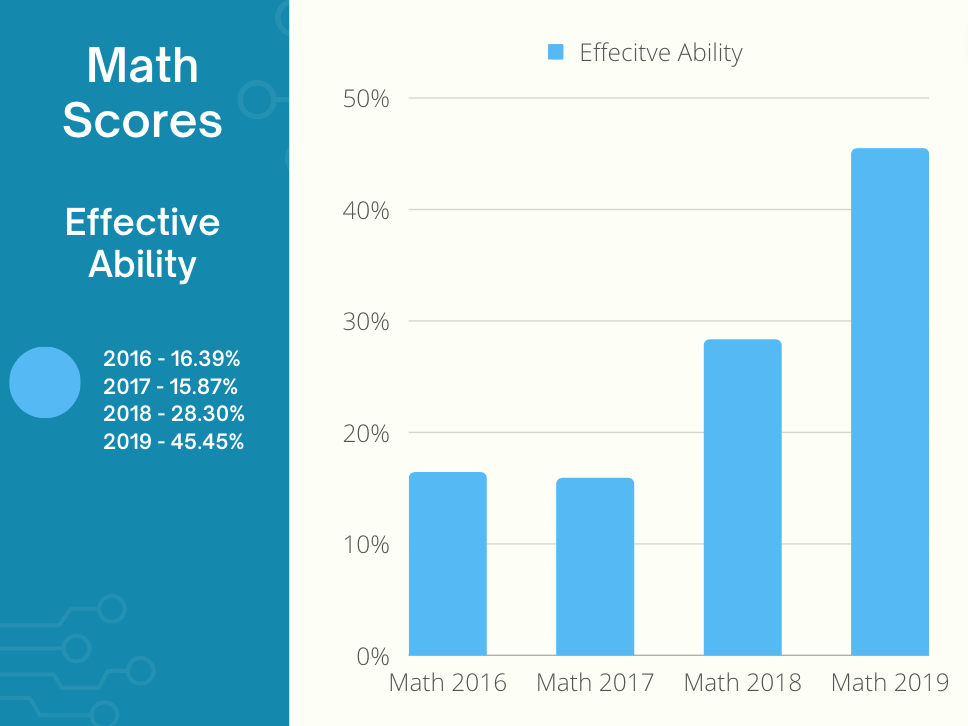 Math
Scores
Effective
Ability
2016 - 16.39%
2017 - 15.87%
2018 - 28.30%
2019 - 45.45%
Effecitve Ability
50%
40%
30%
20%
10%
0%
Math 2016 Math 2017 Math 2018 Math 2019